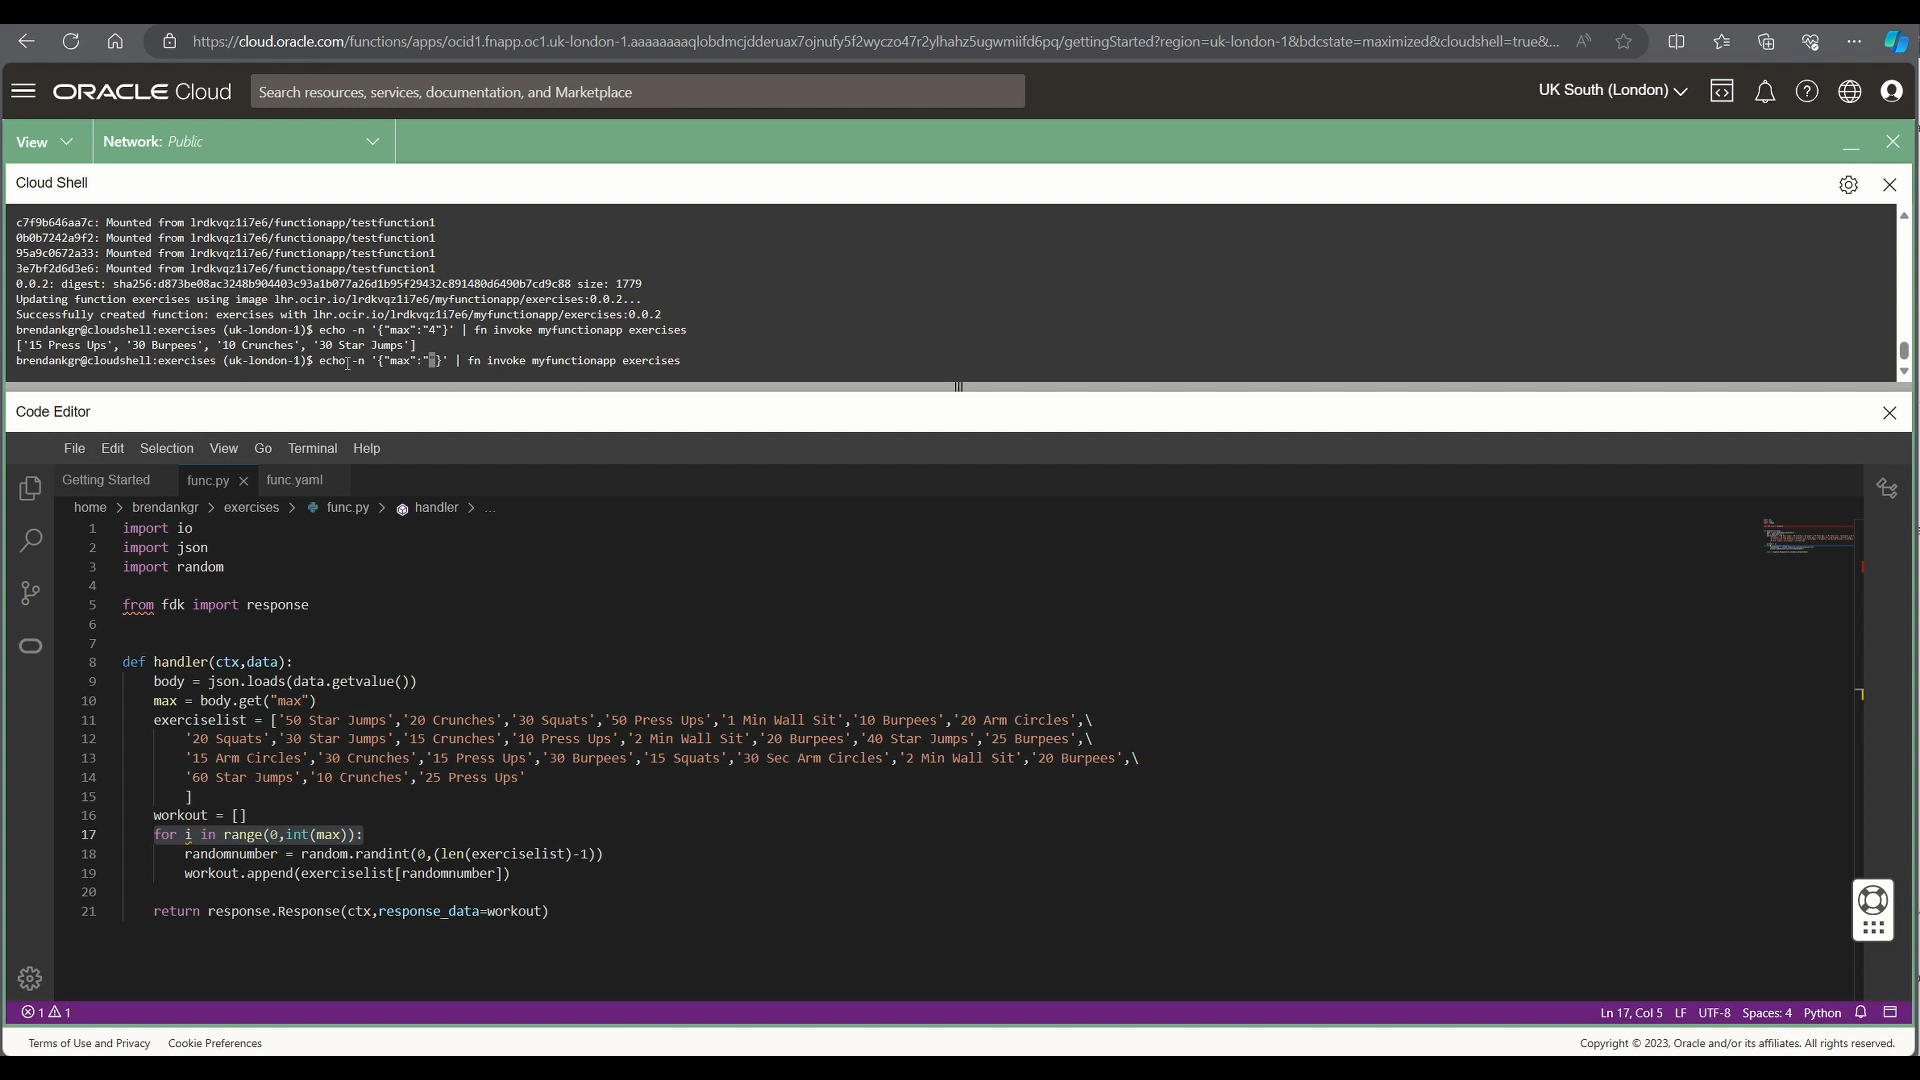 https://cloud.oracle.com/functions/apps/ocid1.fnapp.oc1.uk-london-1.aaaaaaaaqlobdmcjdderuax7ojnufy5f2wyczo47r2ylhahz5ugwmiifd6pq/gettingStarted?region=uk-london-1&bdcstate=maximized&cloudshell=true&...
ORACLE Cloud
Search resources, services, documentation, and Marketplace
UK South (London)
View
Network: Public
Cloud Shell
c7f9b646aa7c: Mounted from lrdkvqz1i7e6/functionapp/testfunction1
0b0b7242a9f2: Mounted from lrdkvqz1i7e6/functionapp/testfunction1
95a9c0672a33: Mounted from lrdkvqz1i7e6/functionapp/testfunction1
3e7bf2d6d3e6: Mounted from lrdkvqz1i7e6/functionapp/testfunction1
0.0.2: digest: sha256:d873be08ac3248b904403c93a1b077a26d1b95f29432c891480d6490b7cd9c88 size: 1779
Updating function exercises using image lhr.ocir.io/lrdkvqz1i7e6/myfunctionapp/exercises:0.0.2...
Successfully created function: exercises with lhr.ocir.io/lrdkvqz1i7e6/myfunctionapp/exercises:0.0.2
brendankgr@cloudshell:exercises (uk-london-1)$ echo -n '{"max":"4"}' | fn invoke myfunctionapp exercises
['15 Press Ups', '30 Burpees', '10 Crunches', '30 Star Jumps']
brendankgr@cloudshell:exercises (uk-london-1)$ echo -n '{"max":""}' | fn invoke myfunctionapp exercises
Code Editor
File Edit Selection View Go Terminal Help
Getting Started func.py func.yaml
home > brendankgr > exercises > func.py > handler > ...
1 import io
2 import json
3 import random
4
5 from fdk import response
6
7
8 def handler(ctx,data):
9 body = json.loads(data.getvalue())
10 max = body.get("max")
11 exerciselist = ['50 Star Jumps','20 Crunches','30 Squats','50 Press Ups','1 Min Wall Sit','10 Burpees','20 Arm Circles',\
12 '20 Squats','30 Star Jumps','15 Crunches','10 Press Ups','2 Min Wall Sit','20 Burpees','40 Star Jumps','25 Burpees',\
13 '15 Arm Circles','30 Crunches','15 Press Ups','30 Burpees','15 Squats','30 Sec Arm Circles','2 Min Wall Sit','20 Burpees',\
14 '60 Star Jumps','10 Crunches','25 Press Ups'
15 ]
16 workout = []
17 for i in range(0,int(max)):
18 randomnumber = random.randint(0,(len(exerciselist)-1))
19 workout.append(exerciselist[randomnumber])
20
21 return response.Response(ctx,response_data=workout)
1 1
Ln 17, Col 5 LF UTF-8 Spaces: 4 Python
Terms of Use and Privacy Cookie Preferences
Copyright © 2023, Oracle and/or its affiliates. All rights reserved.